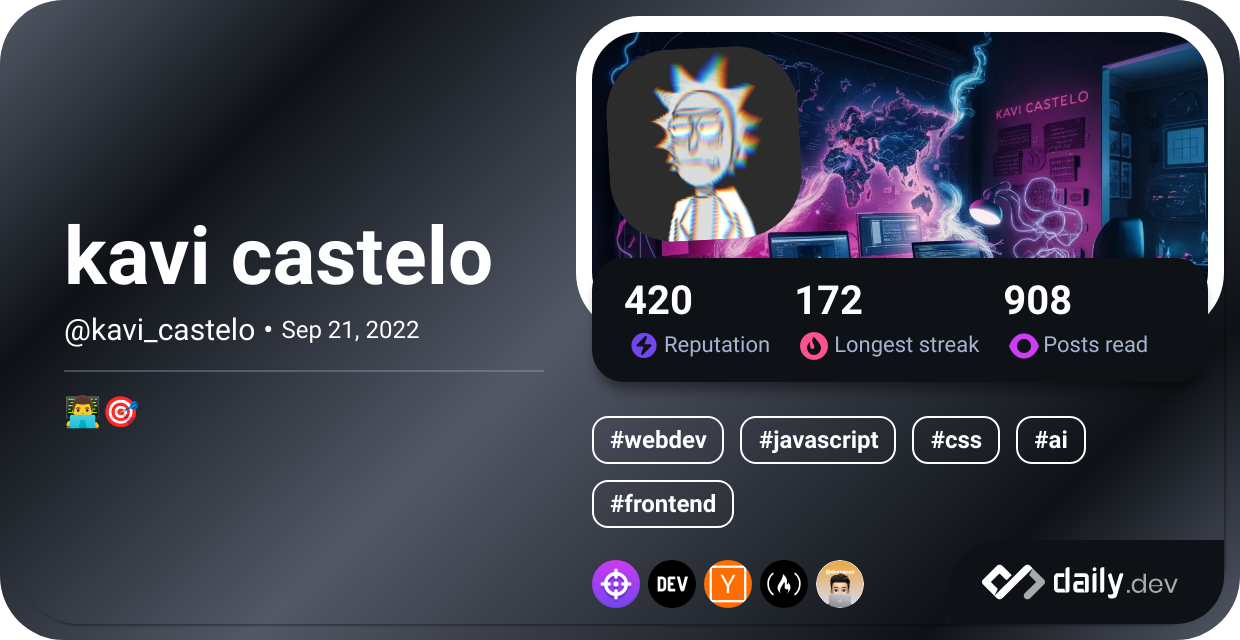 kavi castelo
@kavi_castelo • Sep 21, 2022
KAVI CASTELO
420 172 908
Reputation Longest streak Posts read
#webdev #javascript #css #ai
#frontend
DEV Y
daily.dev